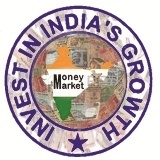 INVEST IN INDIA'S GROWTH
Money
Market